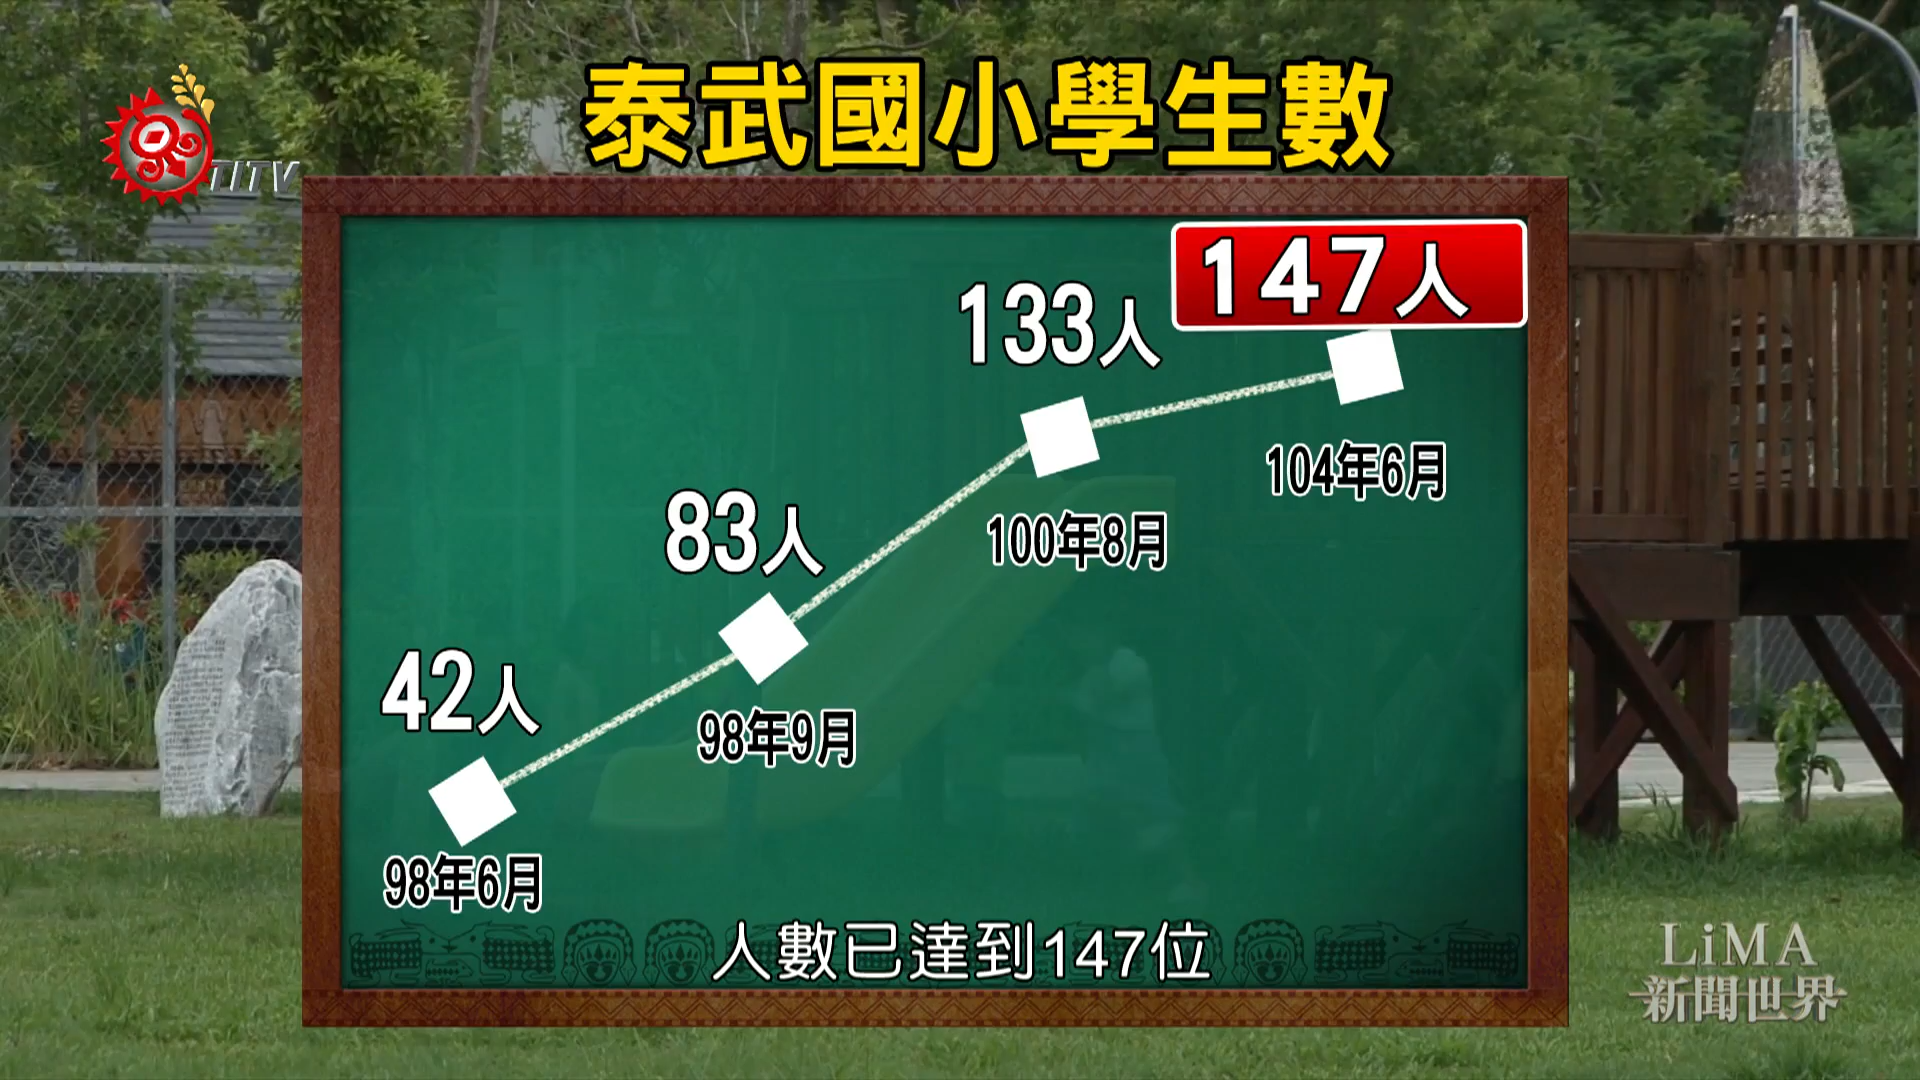 泰武國小學生數
TITV
147人
133人
104年6月
83人
100年8月
42人
98年9月
98年6月
人數已達到147位
LiMA
新聞世界